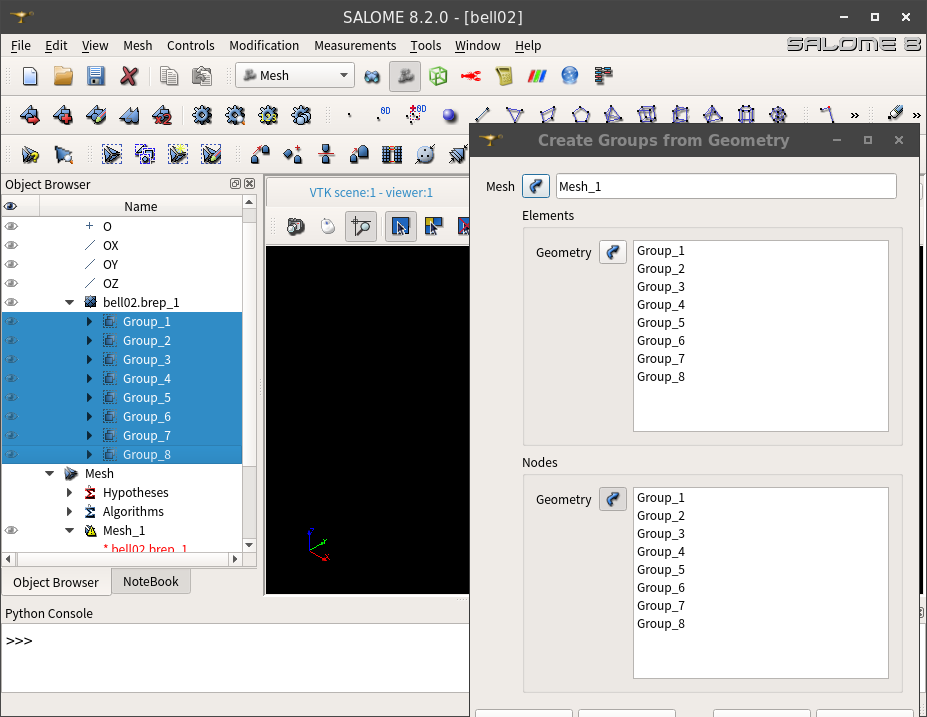 SALOME 8.2.0 - [bell02]
File Edit View Mesh Controls Modification Measurements Tools Window Help
SALOME 8
Mesh
0D
0D
»
»
Create Groups from Geometry
Object Browser
Name
O
OX
OY
OZ
bell02.brep_1
Group_1
Group_2
Group_3
Group_4
Group_5
Group_6
Group_7
Group_8
Mesh
Hypotheses
Algorithms
Mesh_1
* bell02.brep_1
Object Browser NoteBook
VTK scene:1 - viewer:1
Z
Y
X
Mesh Mesh_1
Elements
Geometry
Group_1
Group_2
Group_3
Group_4
Group_5
Group_6
Group_7
Group_8
Nodes
Geometry
Group_1
Group_2
Group_3
Group_4
Group_5
Group_6
Group_7
Group_8
Python Console
>>>